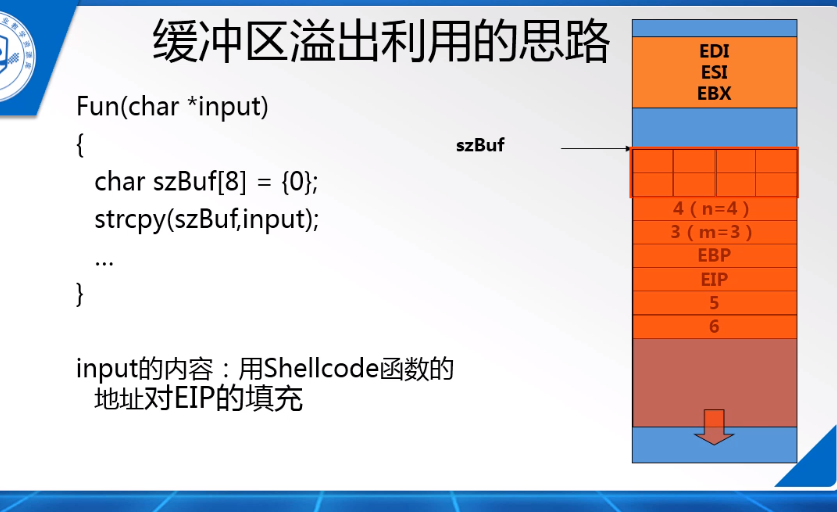 缓冲区溢出利用的思路
Fun(char *input)
{
char szBuf[8] = {0};
strcpy(szBuf,input);
...
}
input的内容：用Shellcode函数的
地址对EIP的填充
szBuf
EDI
ESI
EBX
4（n=4）
3（m=3）
EBP
EIP
5
6